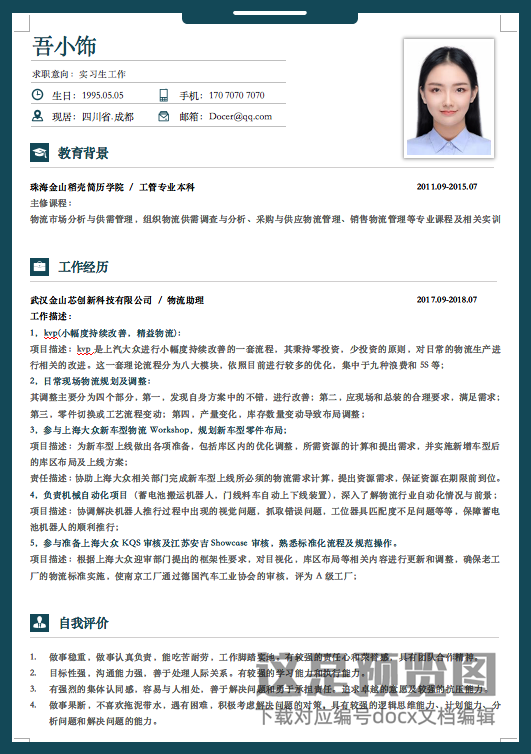 吾小饰
求职意向：实习生工作
生日：1995.05.05 手机：170 7070 7070
现居：四川省.成都 邮箱：Docer@qq.com
教育背景
珠海金山稻壳简历学院 / 工管专业本科 2011.09-2015.07
主修课程：
物流市场分析与供需管理，组织物流供需调查与分析、采购与供应物流管理、销售物流管理等专业课程及相关实训
工作经历
武汉金山芯创新科技有限公司 / 物流助理 2017.09-2018.07
工作描述：
1，kvp(小幅度持续改善，精益物流)：
项目描述：kvp 是上汽大众进行小幅度持续改善的一套流程，其秉持零投资，少投资的原则，对日常的物流生产进
行相关的改进。这一套理论流程分为八大模块，依照目前进行较多的优化，集中于九种浪费和 5S 等；
2，日常现场物流规划及调整：
其调整主要分为四个部分，第一，发现自身方案中的不错，进行改善；第二，应现场和总装的合理要求，满足需求；
第三，零件切换或工艺流程变动；第四，产量变化，库存数量变动导致布局调整；
3，参与上海大众新车型物流 Workshop，规划新车型零件布局；
项目描述：为新车型上线做出各项准备，包括库区内的优化调整，所需资源的计算和提出需求，并实施新增车型后
的库区布局及上线方案；
责任描述：协助上海大众相关部门完成新车型上线所必须的物流需求计算，提出资源需求，保证资源在期限前到位。
4，负责机械自动化项目（蓄电池搬运机器人，门线料车自动上下线装置），深入了解物流行业自动化情况与前景；
项目描述：协调解决机器人推行过程中出现的视觉问题，抓取错误问题，工位器具匹配度不足问题等等，保障蓄电
池机器人的顺利推行；
5，参与准备上海大众 KQS 审核及江苏安吉 Showcase 审核，熟悉标准化流程及规范操作。
项目描述：根据上海大众迎审部门提出的框架性要求，对目视化，库区布局等相关内容进行更新和调整，确保老工
厂的物流标准实施，使南京工厂通过德国汽车工业协会的审核，评为 A 级工厂；
自我评价
1. 做事稳重，做事认真负责，能吃苦耐劳，工作脚踏实地。有较强的责任心和荣誉感，具有团队合作精神。
2. 目标性强，沟通能力强，善于处理人际关系。有较强的学习能力和执行能力。
3. 有强烈的集体认同感，容易与人相处，善于解决问题和勇于承担责任，追求卓越的意愿及较强的抗压能力。
4. 做事果断，不喜欢拖泥带水，遇有困难，积极考虑解决问题的对策。具有较强的逻辑思维能力、计划能力、分
析问题和解决问题的能力。
这是预览图
下载对应编号docx文档编辑